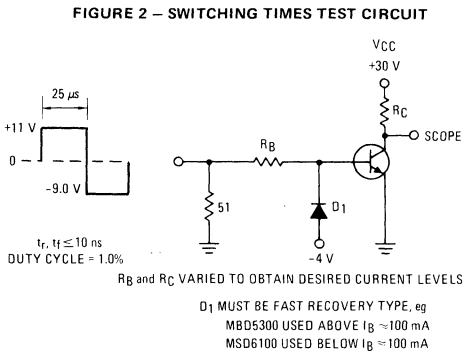 FIGURE 2 – SWITCHING TIMES TEST CIRCUIT
VCC
+30 V
25 µs
RC
+11 V
SCOPE
RB
0
-9.0 V
51
D1
-4 V
tr, tf ≤ 10 ns
DUTY CYCLE = 1.0%
RB and RC VARIED TO OBTAIN DESIRED CURRENT LEVELS
D1 MUST BE FAST RECOVERY TYPE, eg
MBD5300 USED ABOVE IB ≈100 mA
MSD6100 USED BELOW IB ≈100 mA